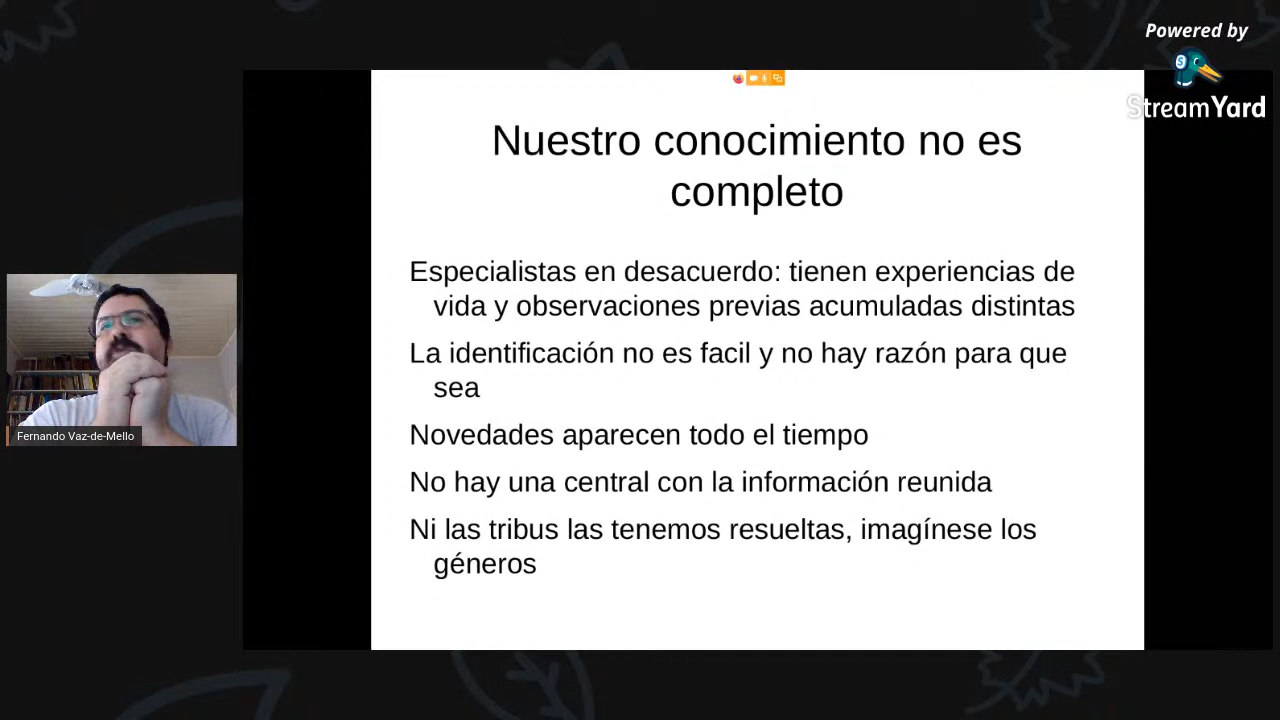 Powered by
StreamYard
Nuestro conocimiento no es
completo
Especialistas en desacuerdo: tienen experiencias de
vida y observaciones previas acumuladas distintas
La identificación no es facil y no hay razón para que
sea
Novedades aparecen todo el tiempo
No hay una central con la información reunida
Ni las tribus las tenemos resueltas, imagínese los
géneros
Fernando Vaz-de-Mello